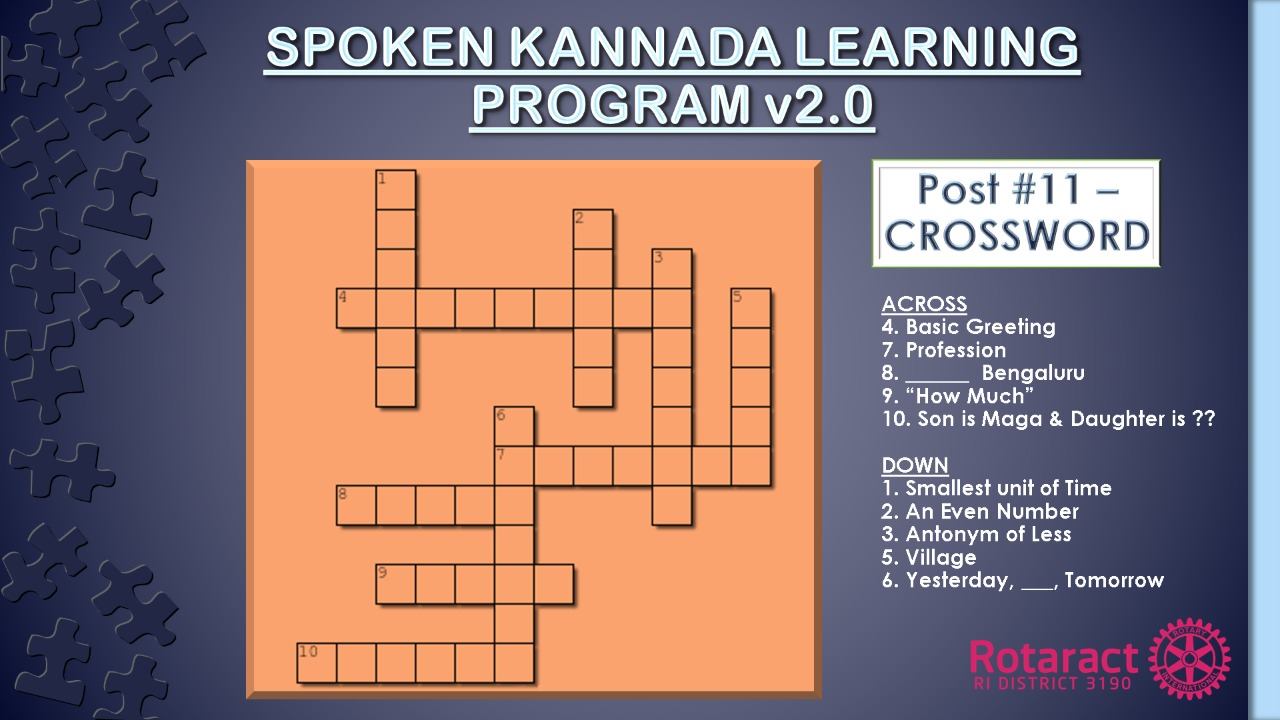 SPOKEN KANNADA LEARNING
PROGRAM v2.0
1
2
3
4
5
6
7
8
9
10
Post #11 –
CROSSWORD
ACROSS
4. Basic Greeting
7. Profession
8. ______ Bengaluru
9. “How Much”
10. Son is Maga & Daughter is ??
DOWN
1. Smallest unit of Time
2. An Even Number
3. Antonym of Less
5. Village
6. Yesterday, ___, Tomorrow
Rotaract
RI DISTRICT 3190
ROTARY
INTERNATIONAL